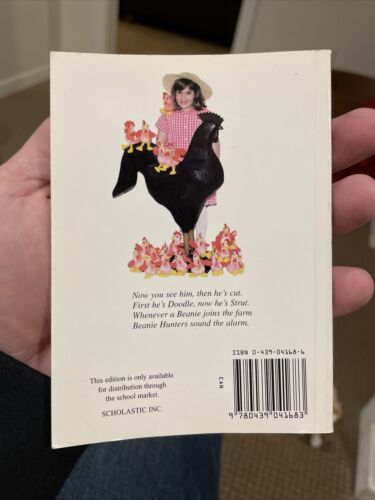 Now you see him, then he's cut.
First he's Doodle, now he's Strut.
Whenever a Beanie joins the farm
Beanie Hunters sound the alarm.
This edition is only available
for distribution through
the school market.
SCHOLASTIC INC.
ISBN 0-439-04168-6
EAN
9 780439 041683